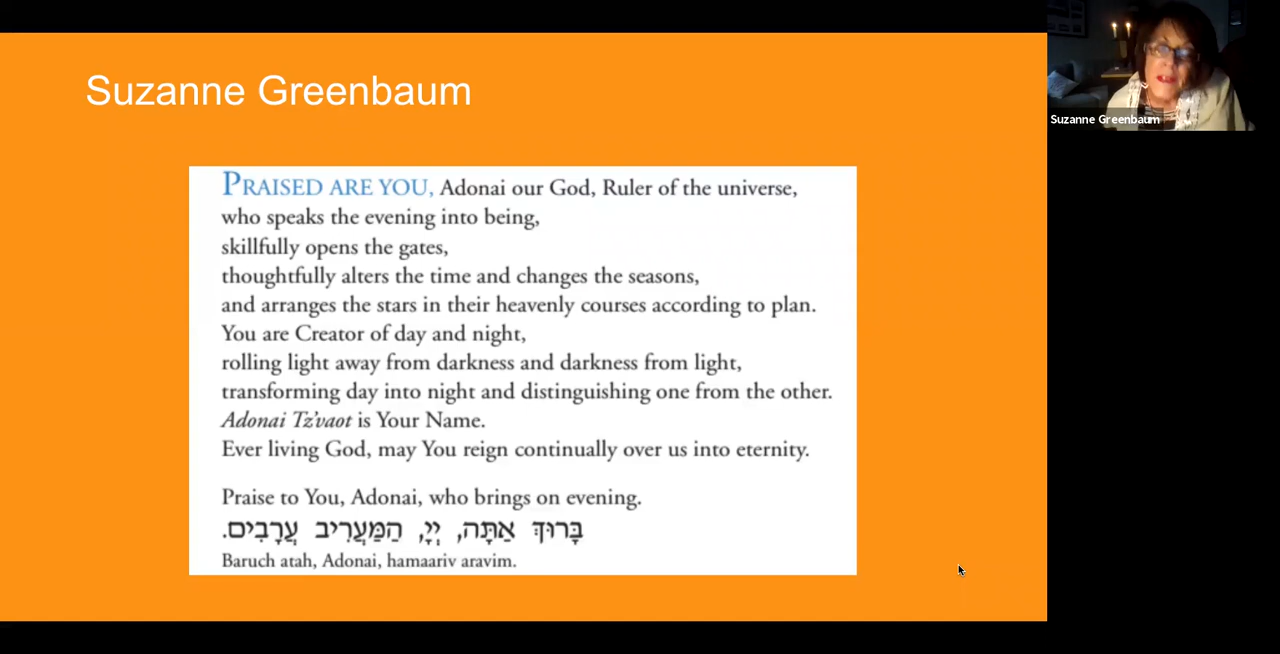 Suzanne Greenbaum
PRAISED ARE YOU, Adonai our God, Ruler of the universe,
who speaks the evening into being,
skillfully opens the gates,
thoughtfully alters the time and changes the seasons,
and arranges the stars in their heavenly courses according to plan.
You are Creator of day and night,
rolling light away from darkness and darkness from light,
transforming day into night and distinguishing one from the other.
Adonai Tz'vaot is Your Name.
Ever living God, may You reign continually over us into eternity.
Praise to You, Adonai, who brings on evening.
בָּרוּךְ אַתָּה, יְיָ, הַמַּעֲרִיב עֲרָבִים.
Baruch atah, Adonai, hamaariv aravim.
Suzanne Greenbaum